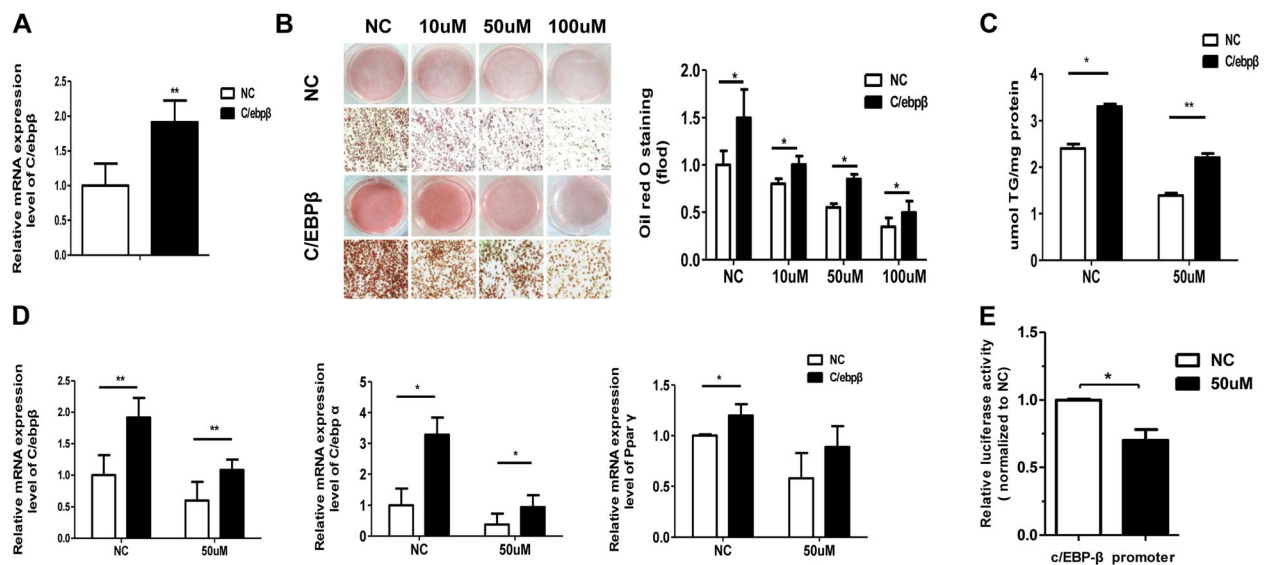 A
Relative mRNA expression
level of C/ebpβ
2.5
2.0
1.5
1.0
0.5
0.0
**
NC
C/ebpβ
B
NC 10uM 50uM 100uM
NC
C/EBPβ
Oil red O staining
(flod)
2.0
1.5
1.0
0.5
0.0
*
*
*
*
NC
C/ebpβ
NC 10uM 50uM 100uM
C
umol TG/mg protein
4
3
2
1
0
*
**
NC
C/ebpβ
NC 50uM
D
Relative mRNA expression
level of C/ebpβ
2.5
2.0
1.5
1.0
0.5
0.0
**
**
NC 50uM
Relative mRNA expression
level of C/ebp α
5
4
3
2
1
0
*
*
NC 50uM
Relative mRNA expression
level of Ppar γ
1.5
1.0
0.5
0.0
*
NC
C/ebpβ
NC 50uM
E
Relative luciferase activity
( normalized to NC)
1.5
1.0
0.5
0.0
*
NC
50uM
c/EBP-β promoter